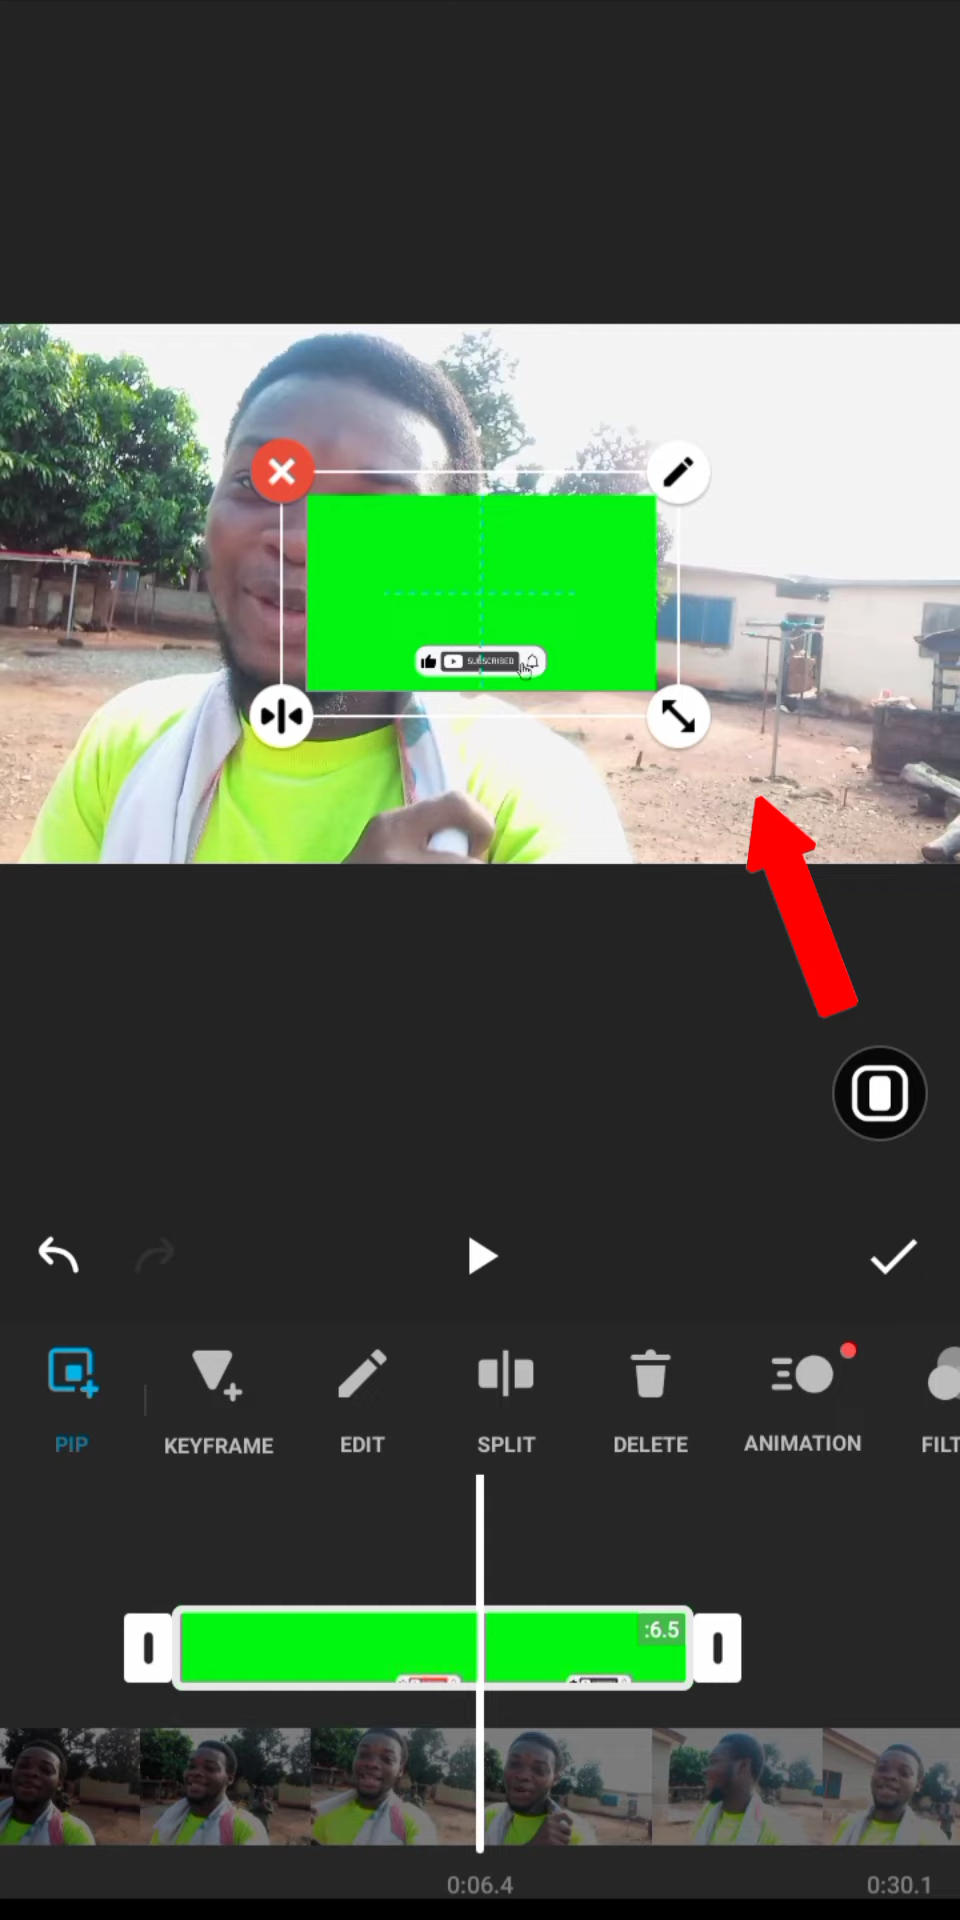 SUBSCRIBED
PIP
KEYFRAME
EDIT
SPLIT
DELETE
ANIMATION
FILT
:6.5
0:06.4
0:30.1